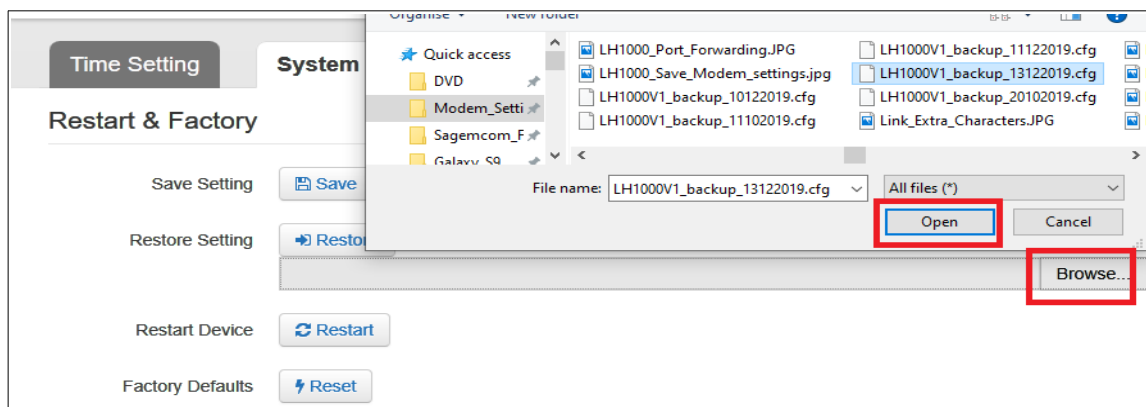 Organise New folder
Time Setting
System
Restart & Factory
Save Setting
Save
Restore Setting
Resto
Browse...
Restart Device
Restart
Factory Defaults
Reset
Quick access
DVD
Modem_Setti
Sagemcom_F
Galaxy_S9
LH1000_Port_Forwarding.JPG
LH1000_Save_Modem_settings.jpg
LH1000V1_backup_10122019.cfg
LH1000V1_backup_11102019.cfg
LH1000V1_backup_11122019.cfg
LH1000V1_backup_13122019.cfg
LH1000V1_backup_20102019.cfg
Link_Extra_Characters.JPG
File name: LH1000V1_backup_13122019.cfg
All files (*)
Open
Cancel